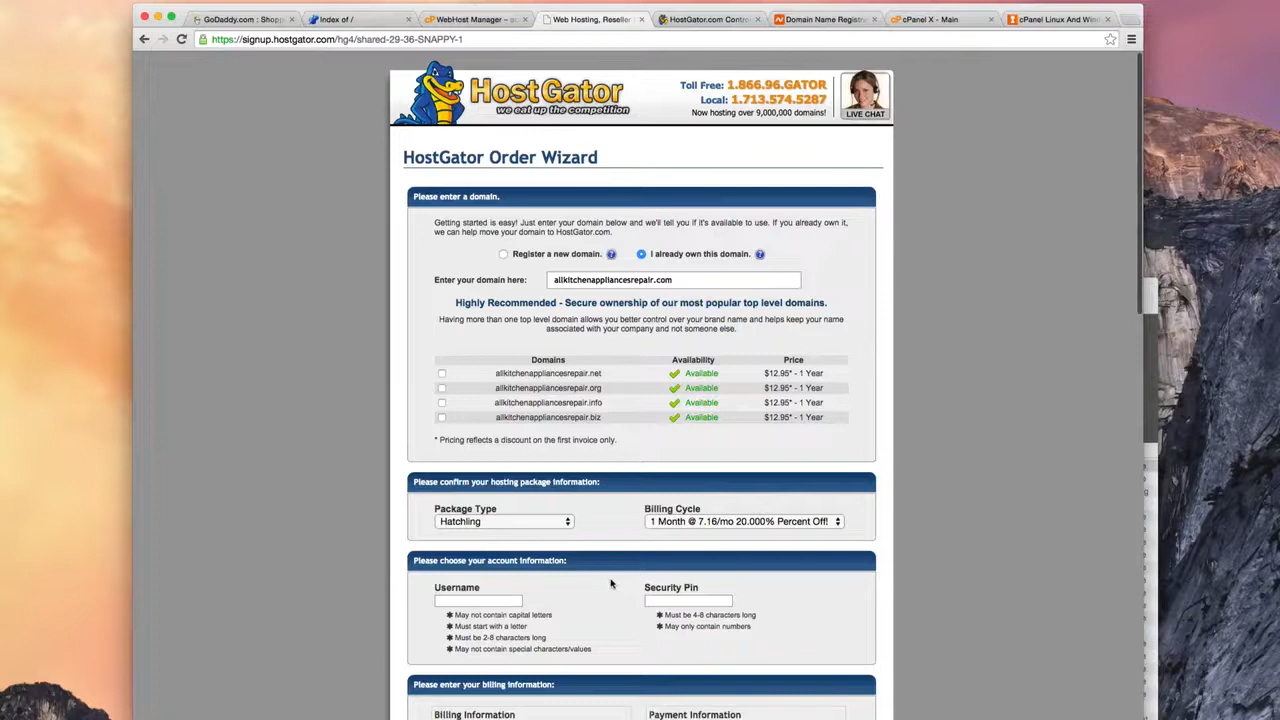 GoDaddy.com : Shopp
Index of /
WebHost Manager –
Web Hosting, Reseller
HostGator.com Contr
Domain Name Registra
cPanel X - Main
cPanel Linux And Win
https://signup.hostgator.com/hg4/shared-29-36-SNAPPY-1
HostGator
we eat up the competition
Toll Free: 1.866.96.GATOR
Local: 1.713.574.5287
Now hosting over 9,000,000 domains!
LIVE CHAT
HostGator Order Wizard
Please enter a domain.
Getting started is easy! Just enter your domain below and we'll tell you if it's available to use. If you already own it,
we can help move your domain to HostGator.com.
Register a new domain. ? I already own this domain. ?
Enter your domain here: allkitchenappliancesrepair.com
Highly Recommended - Secure ownership of our most popular top level domains.
Having more than one top level domain allows you better control over your brand name and helps keep your name
associated with your company and not someone else.
Domains Availability Price
allkitchenappliancesrepair.net Available $12.95* - 1 Year
allkitchenappliancesrepair.org Available $12.95* - 1 Year
allkitchenappliancesrepair.info Available $12.95* - 1 Year
allkitchenappliancesrepair.biz Available $12.95* - 1 Year
* Pricing reflects a discount on the first invoice only.
Please confirm your hosting package information:
Package Type Billing Cycle
Hatchling 1 Month @ 7.16/mo 20.000% Percent Off!
Please choose your account information:
Username Security Pin
✱ May not contain capital letters ✱ Must be 4-8 characters long
✱ Must start with a letter ✱ May only contain numbers
✱ Must be 2-8 characters long
✱ May not contain special characters/values
Please enter your billing information:
Billing Information Payment Information